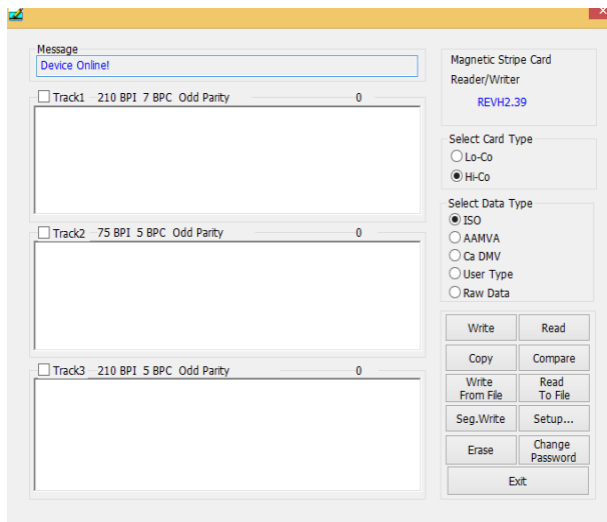 Message
Device Online!
Track1 210 BPI 7 BPC Odd Parity 0
Track2 75 BPI 5 BPC Odd Parity 0
Track3 210 BPI 5 BPC Odd Parity 0
Magnetic Stripe Card
Reader/Writer
REVH2.39
Select Card Type
Lo-Co
Hi-Co
Select Data Type
ISO
AAMVA
Ca DMV
User Type
Raw Data
Write Read
Copy Compare
Write From File Read To File
Seg.Write Setup...
Erase Change Password
Exit